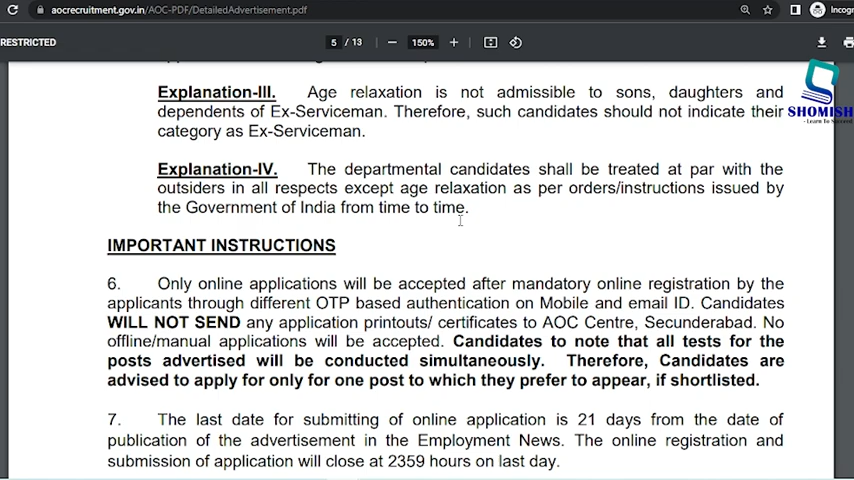 aocrecruitment.gov.in/AOC-PDF/DetailedAdvertisement.pdf
Incogn
RESTRICTED
5 / 13
150%
Explanation-III. Age relaxation is not admissible to sons, daughters and
dependents of Ex-Serviceman. Therefore, such candidates should not indicate their
category as Ex-Serviceman.
SHOMISH
- Learn To Succeed
Explanation-IV. The departmental candidates shall be treated at par with the
outsiders in all respects except age relaxation as per orders/instructions issued by
the Government of India from time to time.
IMPORTANT INSTRUCTIONS
6. Only online applications will be accepted after mandatory online registration by the
applicants through different OTP based authentication on Mobile and email ID. Candidates
WILL NOT SEND any application printouts/ certificates to AOC Centre, Secunderabad. No
offline/manual applications will be accepted. Candidates to note that all tests for the
posts advertised will be conducted simultaneously. Therefore, Candidates are
advised to apply for only for one post to which they prefer to appear, if shortlisted.
7. The last date for submitting of online application is 21 days from the date of
publication of the advertisement in the Employment News. The online registration and
submission of application will close at 2359 hours on last day.